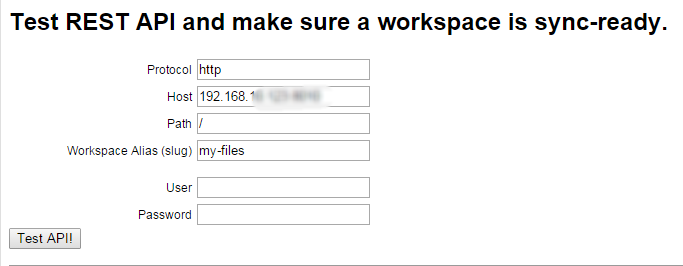 Test REST API and make sure a workspace is sync-ready.
Protocol http
Host 192.168.1
Path /
Workspace Alias (slug) my-files
User
Password
Test API!